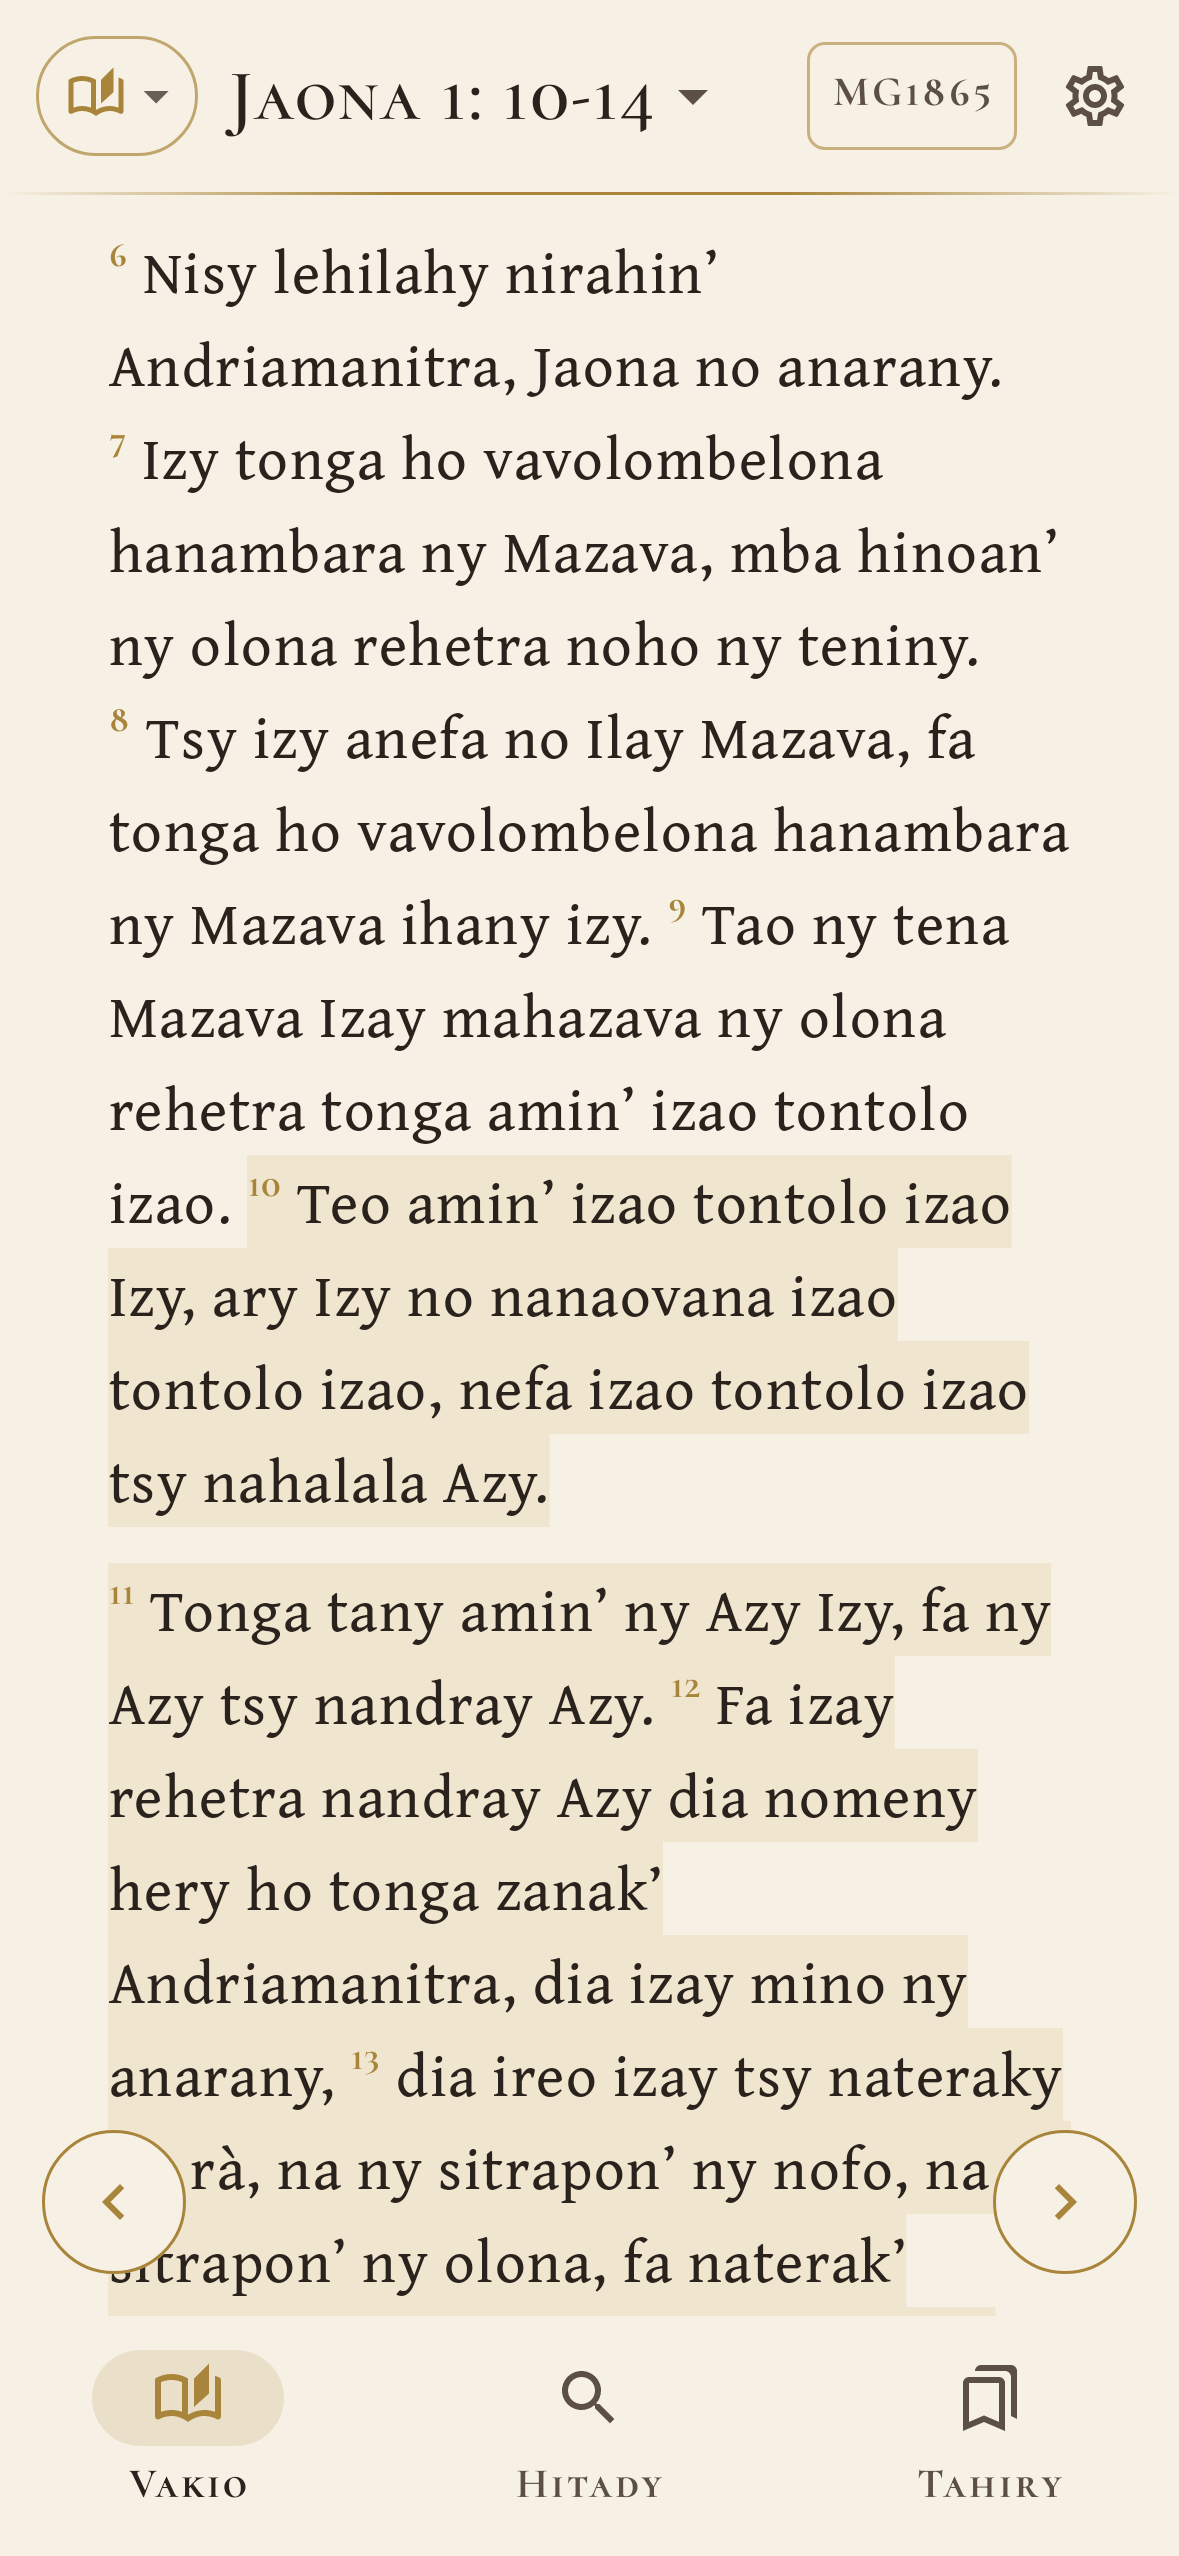 Jaona 1: 10-14
MG1865
6 Nisy lehilahy nirahin’
Andriamanitra, Jaona no anarany.
7 Izy tonga ho vavolombelona
hanambara ny Mazava, mba hinoan’
ny olona rehetra noho ny teniny.
8 Tsy izy anefa no Ilay Mazava, fa
tonga ho vavolombelona hanambara
ny Mazava ihany izy. 9 Tao ny tena
Mazava Izay mahazava ny olona
rehetra tonga amin’ izao tontolo
izao. 10 Teo amin’ izao tontolo izao
Izy, ary Izy no nanaovana izao
tontolo izao, nefa izao tontolo izao
tsy nahalala Azy.
11 Tonga tany amin’ ny Azy Izy, fa ny
Azy tsy nandray Azy. 12 Fa izay
rehetra nandray Azy dia nomeny
hery ho tonga zanak’
Andriamanitra, dia izay mino ny
anarany, 13 dia ireo izay tsy nateraky
rà, na ny sitrapon’ ny nofo, na
sitrapon’ ny olona, fa naterak’
Vakio
Hitady
Tahiry